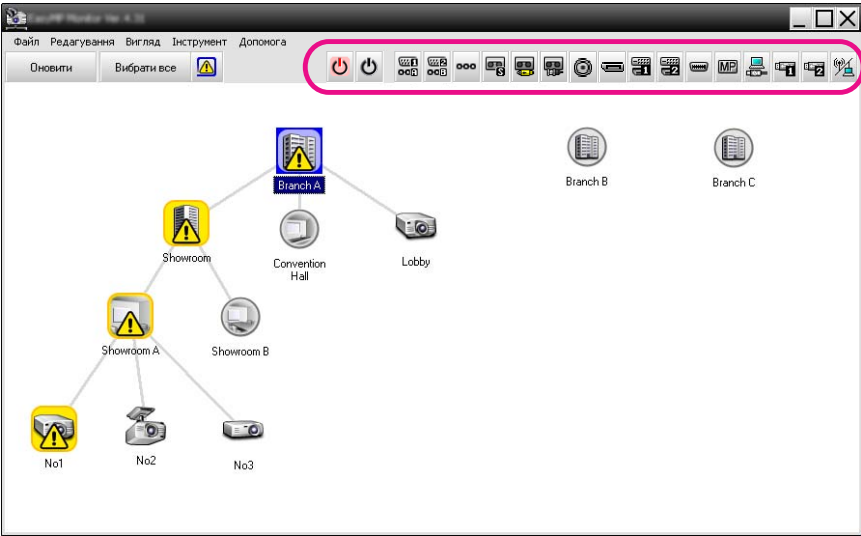 Файл Редагування Вигляд Інструмент Допомога
Оновити Вибрати все
MP
Branch A
Branch B
Branch C
Showroom
Convention
Hall
Lobby
Showroom A
Showroom B
No1
No2
No3